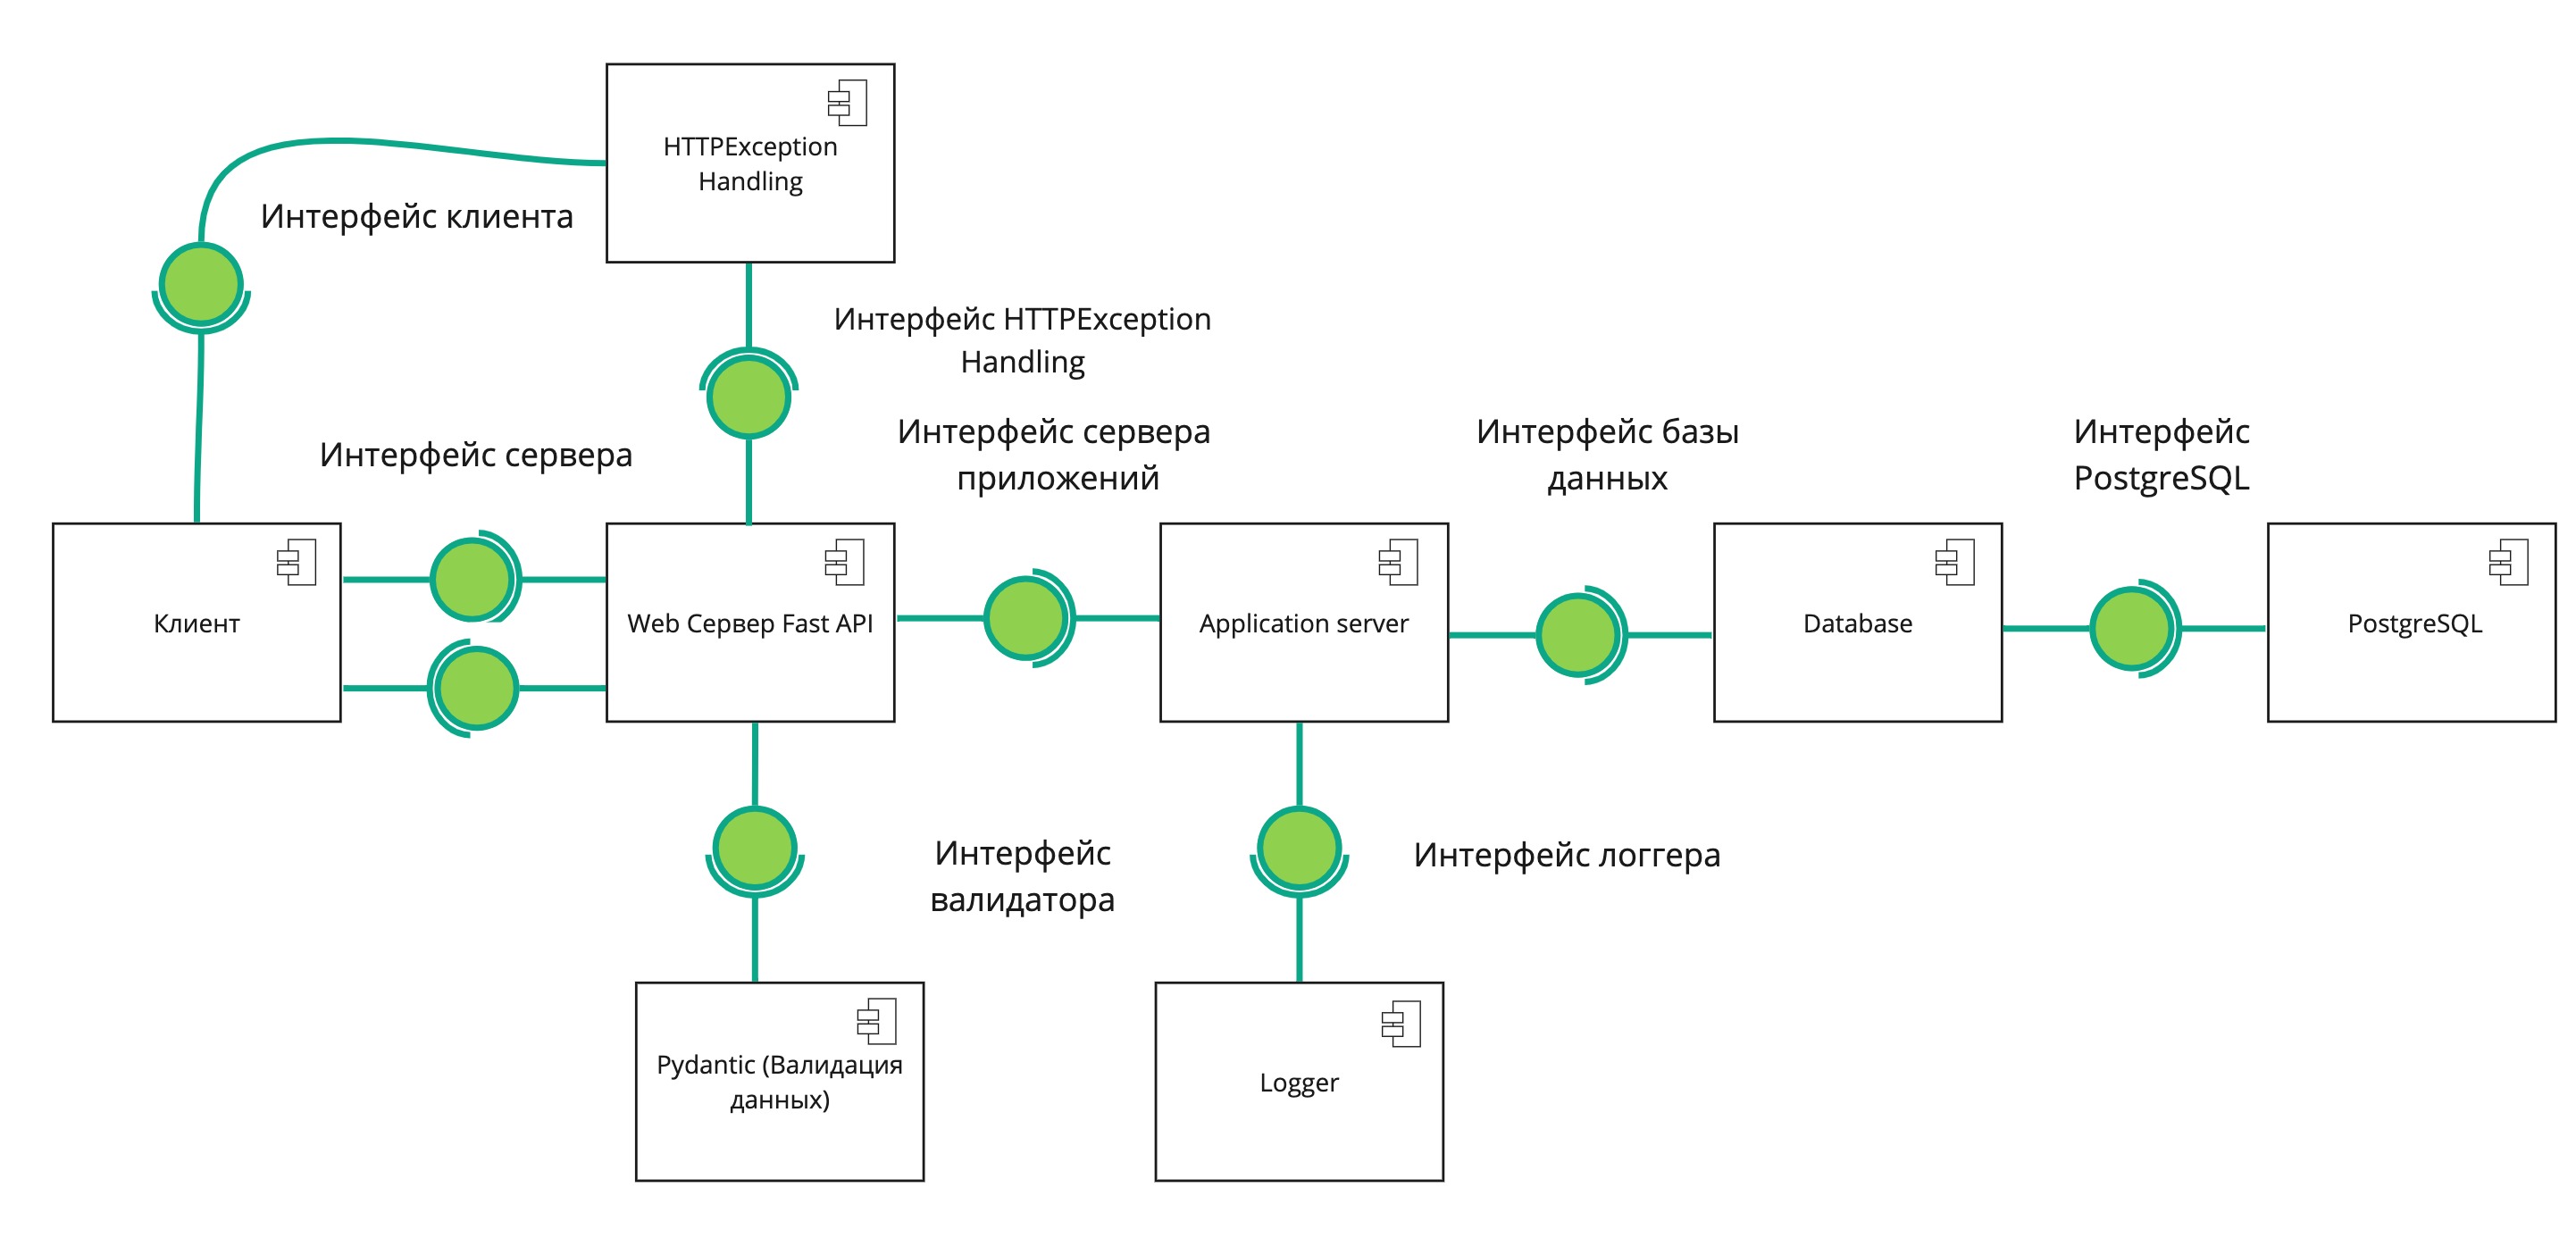 HTTPException
Handling
Интерфейс клиента
Интерфейс HTTPException
Handling
Интерфейс сервера
Интерфейс сервера
приложений
Интерфейс базы
данных
Интерфейс
PostgreSQL
Клиент
Web Сервер Fast API
Application server
Database
PostgreSQL
Интерфейс
валидатора
Интерфейс логгера
Pydantic (Валидация
данных)
Logger